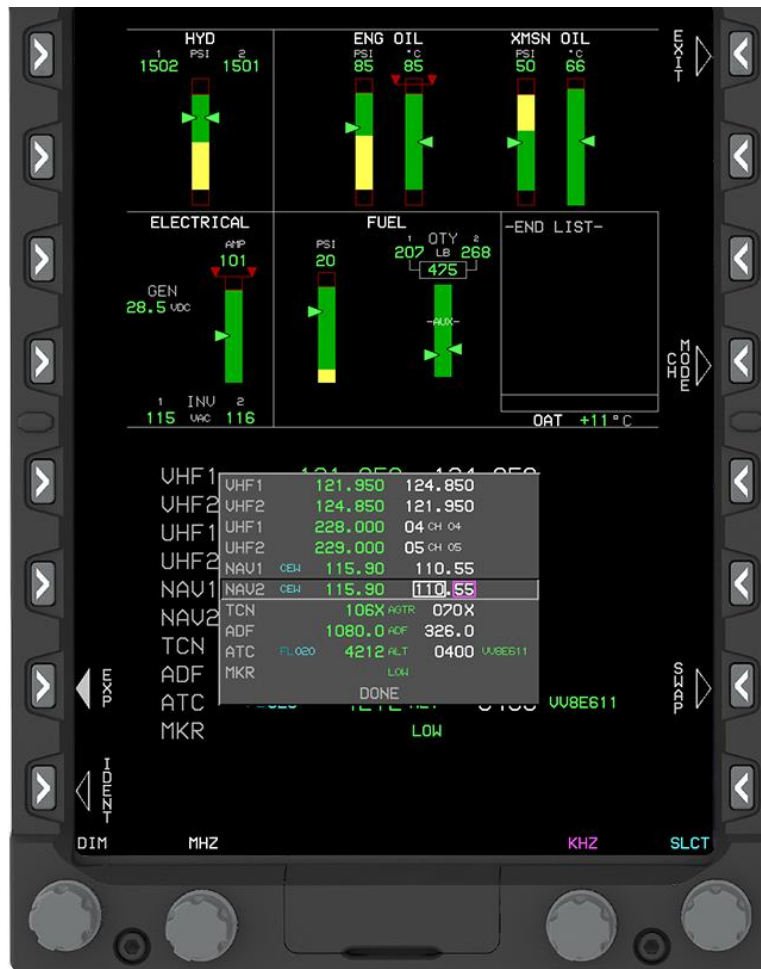 HYD ENG OIL XMSN OIL
1 PSI 2 PSI °C PSI °C
1502 1501 85 85 50 66
EXIT
ELECTRICAL FUEL -END LIST-
AMP PSI 1 QTY 2
101 20 207 LB 268
475
GEN
28.5 VDC
-AUX-
CH MODE
1 INV 2
115 VAC 116 OAT +11°C
VHF1 121.950 124.850
VHF2
UHF1
UHF2
NAV1
NAV2
TCN
ADF
ATC VV8E611
MKR LOW
VHF1 121.950 124.850
VHF2 124.850 121.950
UHF1 228.000 04 CH 04
UHF2 229.000 05 CH 05
NAV1 CEW 115.90 110.55
NAV2 CEW 115.90 110.55
TCN 106X AGTR 070X
ADF 1080.0 ADF 326.0
ATC FL020 4212 ALT 0400 VV8E611
MKR LOW
DONE
EXP SWAP
IDENT
DIM MHZ KHZ SLCT